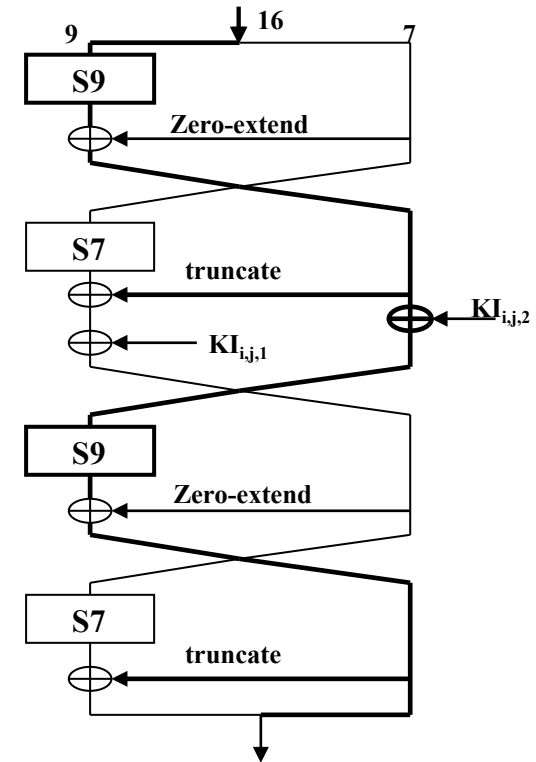 9 16 7
S9
Zero-extend
S7
truncate
KIi,j,2
KIi,j,1
S9
Zero-extend
S7
truncate